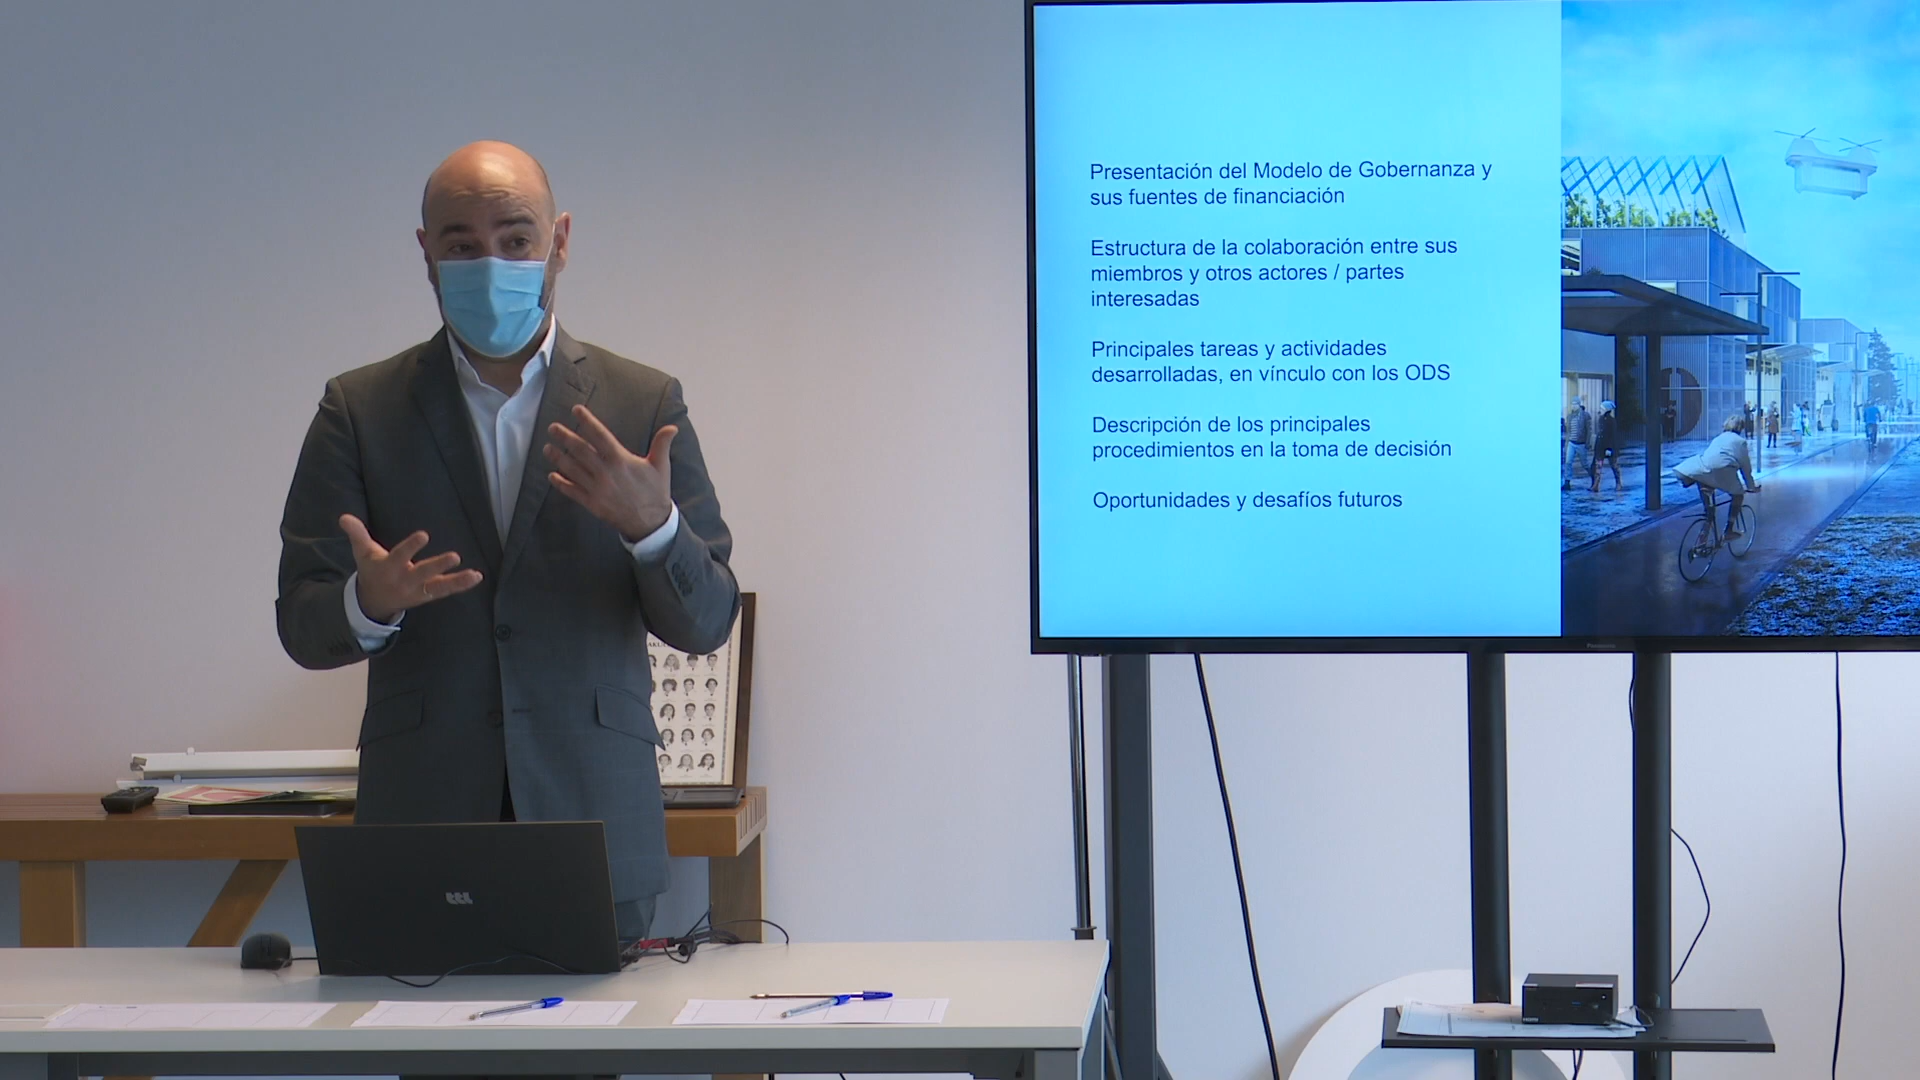 Presentación del Modelo de Gobernanza y
sus fuentes de financiación
Estructura de la colaboración entre sus
miembros y otros actores / partes
interesadas
Principales tareas y actividades
desarrolladas, en vínculo con los ODS
Descripción de los principales
procedimientos en la toma de decisión
Oportunidades y desafíos futuros
Panasonic